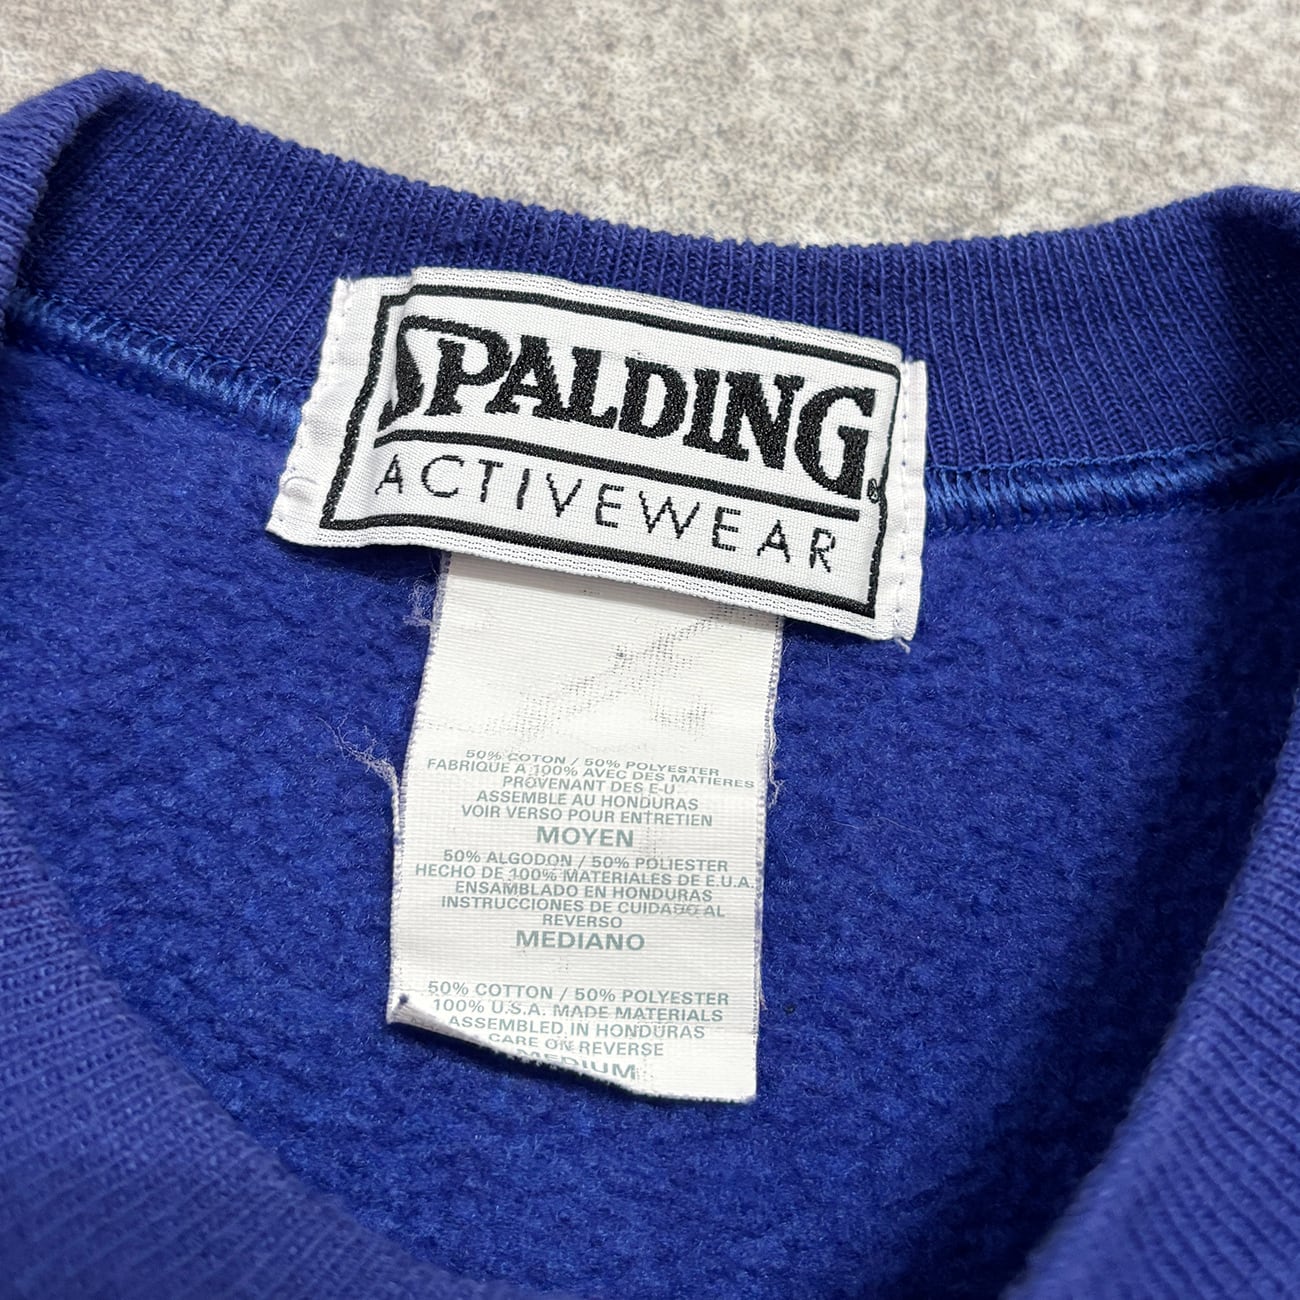 SPALDING®
ACTIVEWEAR
50% COTON / 50% POLYESTER
FABRIQUE A 100% AVEC DES MATIERES
PROVENANT DES E-U
ASSEMBLE AU HONDURAS
VOIR VERSO POUR ENTRETIEN
MOYEN
50% ALGODON / 50% POLIESTER
HECHO DE 100% MATERIALES DE E.U.A.
ENSAMBLADO EN HONDURAS
INSTRUCCIONES DE CUIDADO AL
REVERSO
MEDIANO
50% COTTON / 50% POLYESTER
100% U.S.A. MADE MATERIALS
ASSEMBLED IN HONDURAS
CARE ON REVERSE
MEDIUM